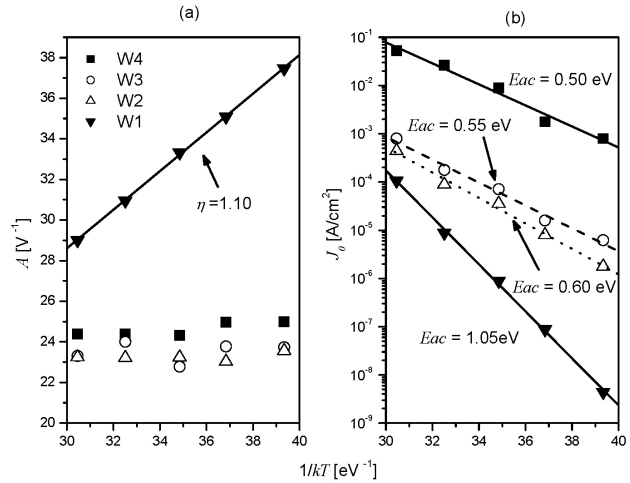 (a)
(b)
A [V⁻¹]
38
36
34
32
30
28
26
24
22
20
W4
W3
W2
W1
η=1.10
30
32
34
36
38
40
J₀ [A/cm²]
10⁻¹
10⁻²
10⁻³
10⁻⁴
10⁻⁵
10⁻⁶
10⁻⁷
10⁻⁸
10⁻⁹
Eac = 0.50 eV
Eac = 0.55 eV
Eac = 0.60 eV
Eac = 1.05eV
30
32
34
36
38
40
1/kT [eV⁻¹]